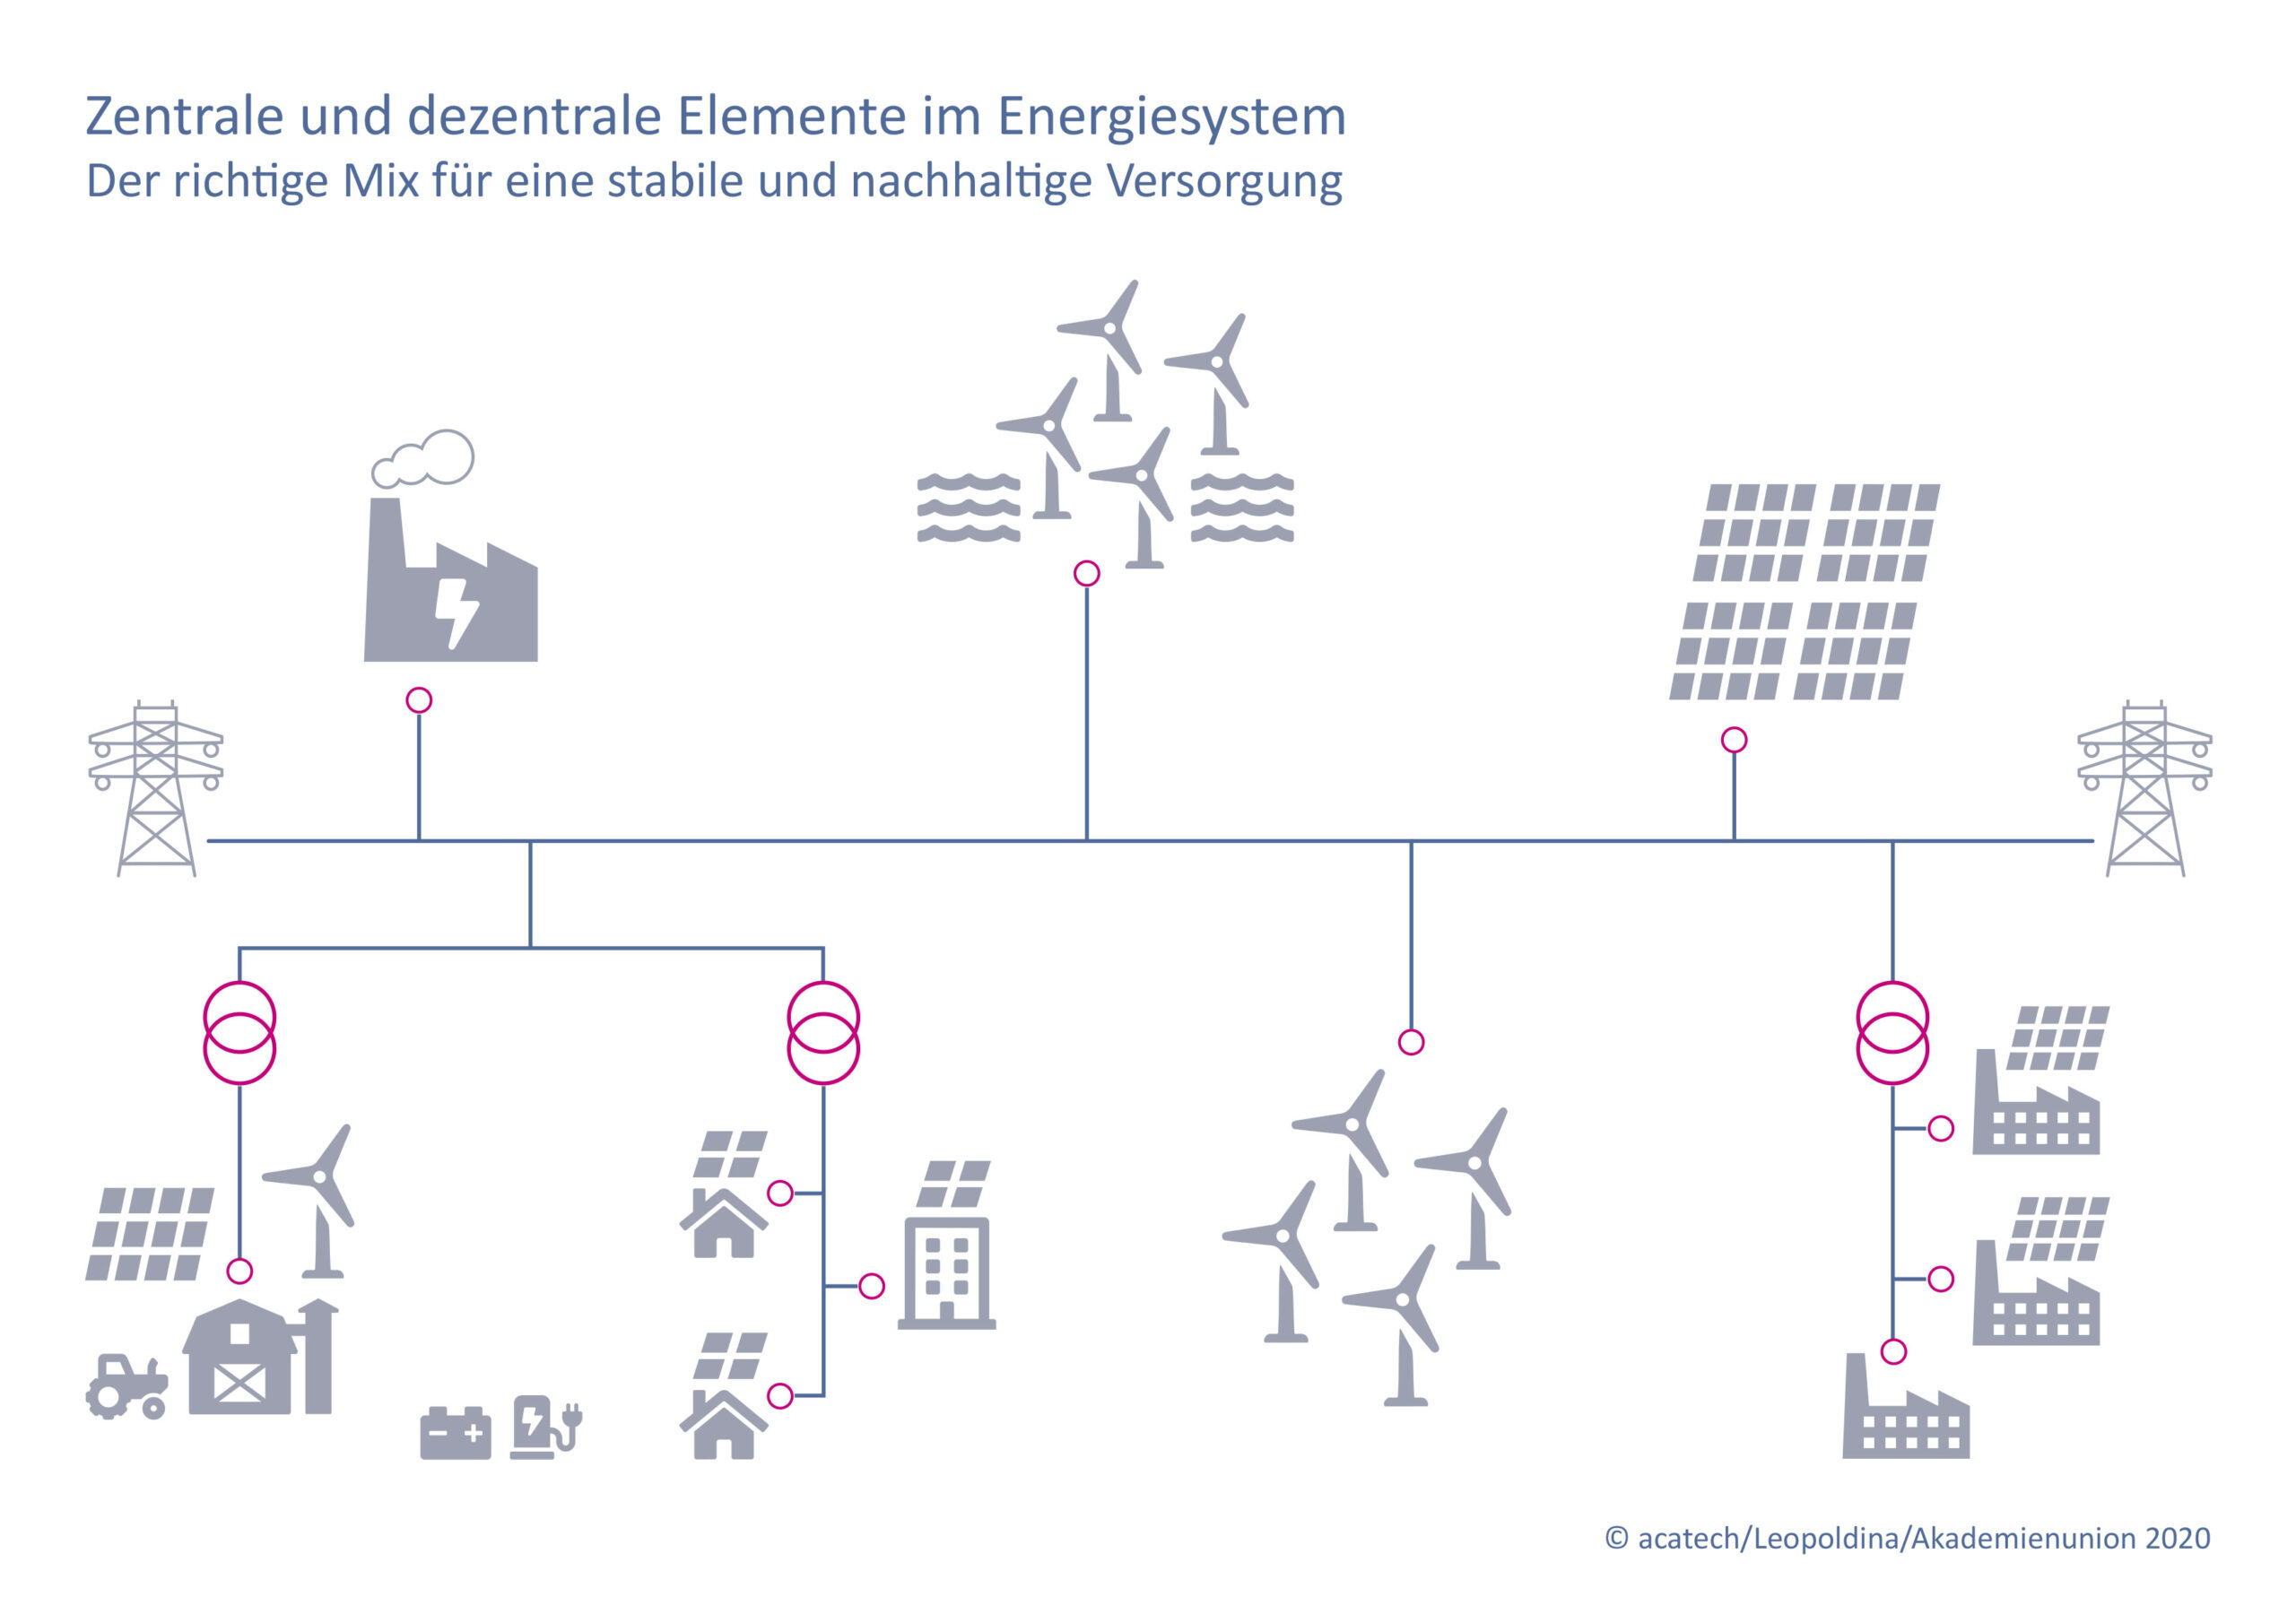 Zentrale und dezentrale Elemente im Energiesystem
Der richtige Mix für eine stabile und nachhaltige Versorgung
© acatech/Leopoldina/Akademienunion 2020